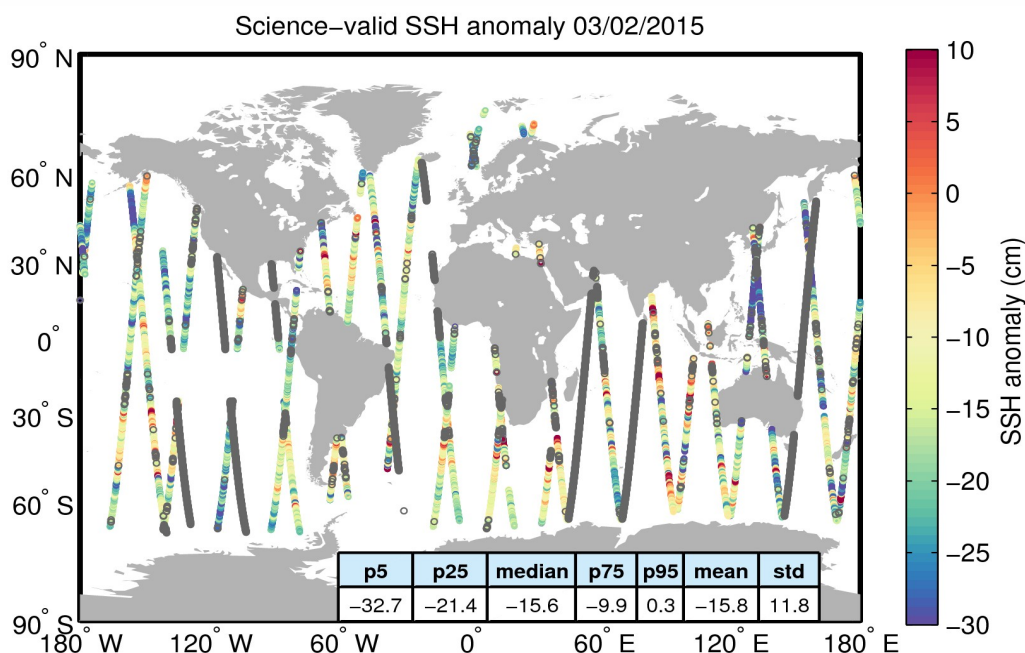 Science−valid SSH anomaly 03/02/2015
90° N
60° N
30° N
0°
30° S
60° S
90° S
180° W
120° W
60° W
0°
60° E
120° E
180° E
p5 p25 median p75 p95 mean std
−32.7 −21.4 −15.6 −9.9 0.3 −15.8 11.8
10
5
0
−5
−10
−15
−20
−25
−30
SSH anomaly (cm)